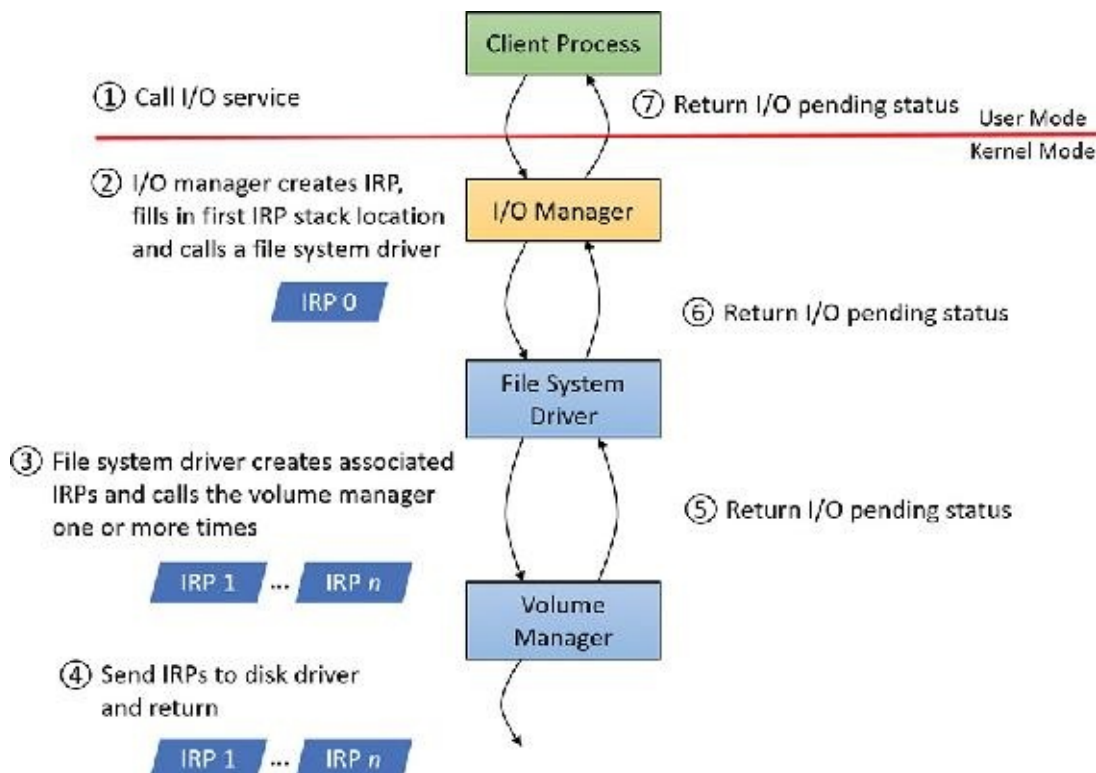 Client Process
① Call I/O service
⑦ Return I/O pending status
User Mode
Kernel Mode
② I/O manager creates IRP,
fills in first IRP stack location
and calls a file system driver
I/O Manager
IRP 0
⑥ Return I/O pending status
File System
Driver
③ File system driver creates associated
IRPs and calls the volume manager
one or more times
⑤ Return I/O pending status
IRP 1 ... IRP n
Volume
Manager
④ Send IRPs to disk driver
and return
IRP 1 ... IRP n